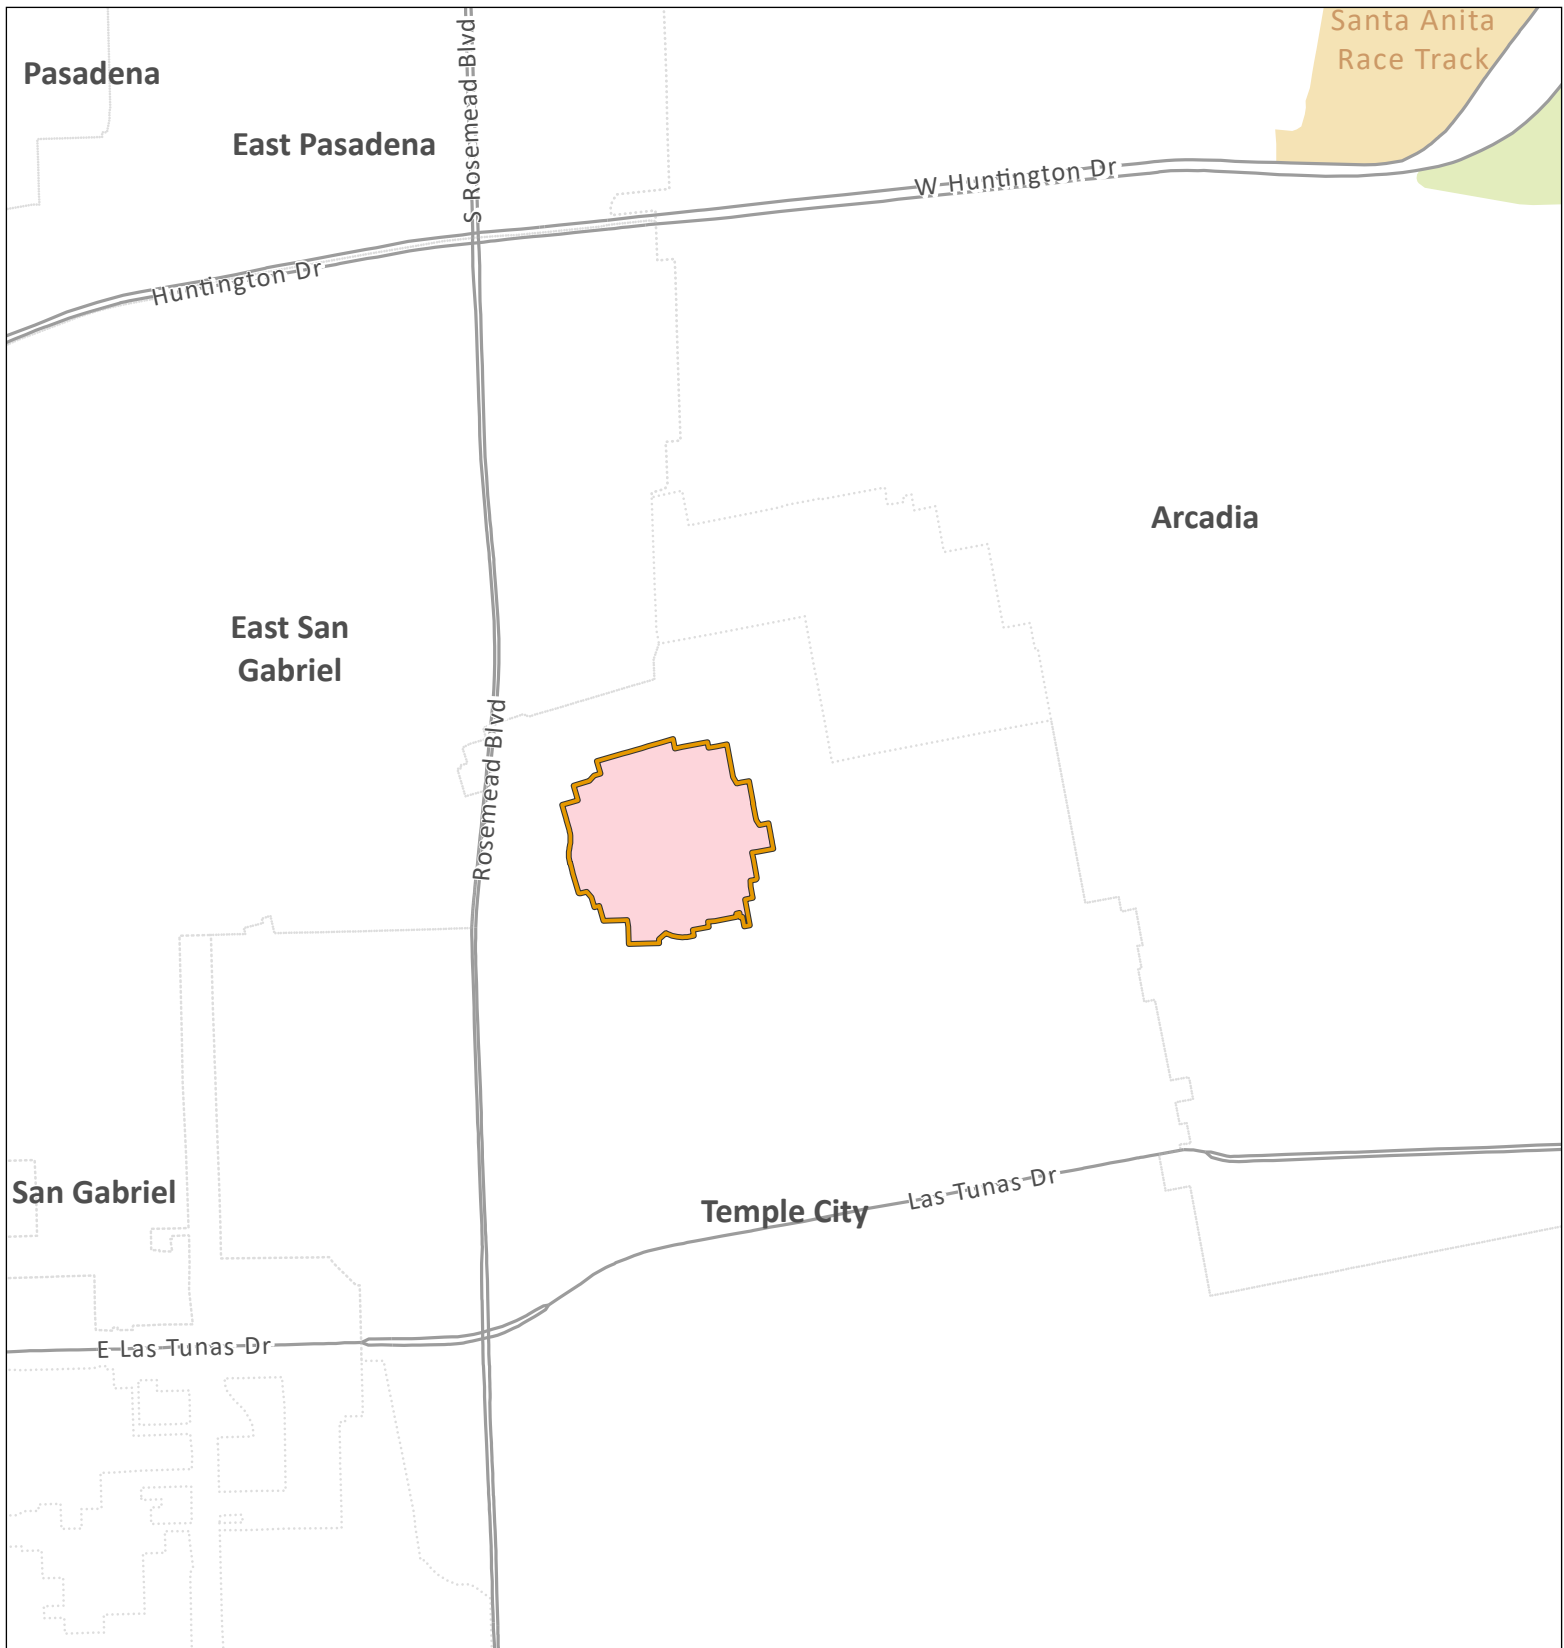 Santa Anita
Race Track
Pasadena
S Rosemead Blvd
East Pasadena
W Huntington Dr
Huntington Dr
Arcadia
East San
Gabriel
Rosemead Blvd
San Gabriel
Temple City
Las Tunas Dr
E Las Tunas Dr